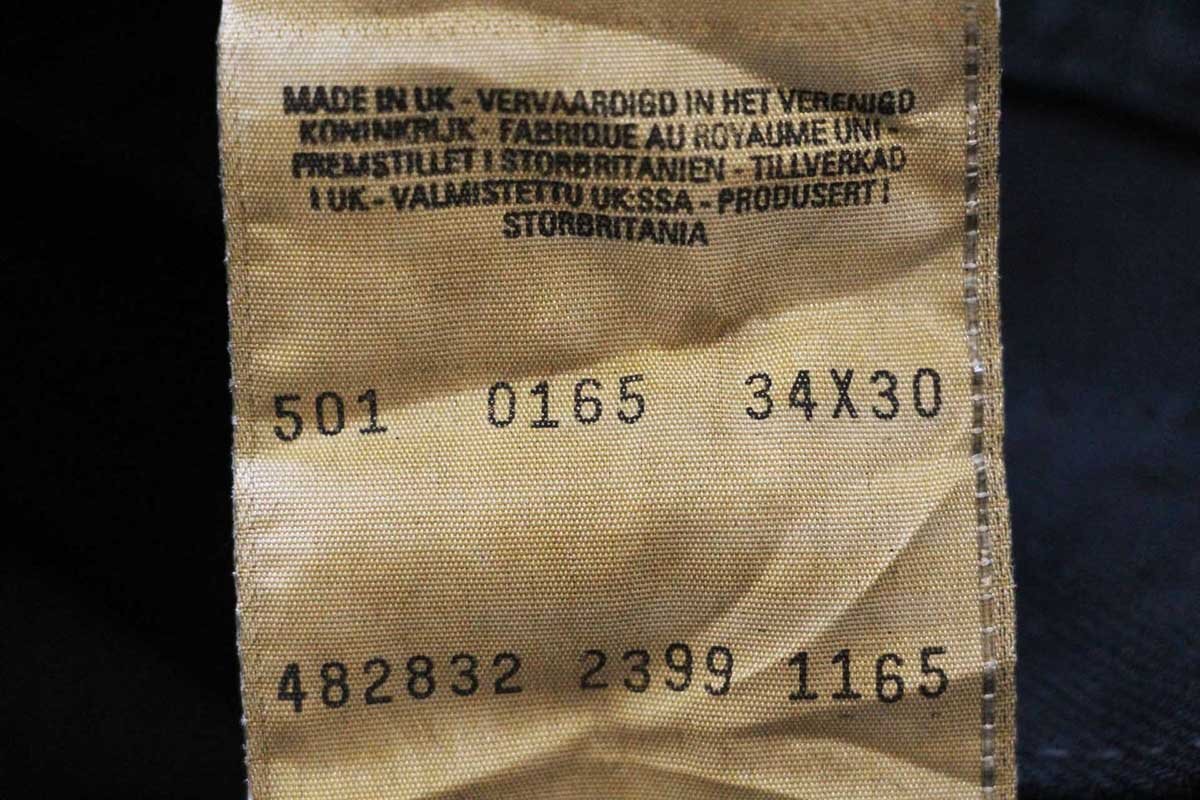 MADE IN UK - VERVAARDIGD IN HET VERENIGD
KONINKRIJK - FABRIQUE AU ROYAUME UNI -
PREMSTILLET I STORBRITANIEN - TILLVERKAD
I UK - VALMISTETTU UK:SSA - PRODUSERT I
STORBRITANIA
501 0165 34X30
482832 2399 1165